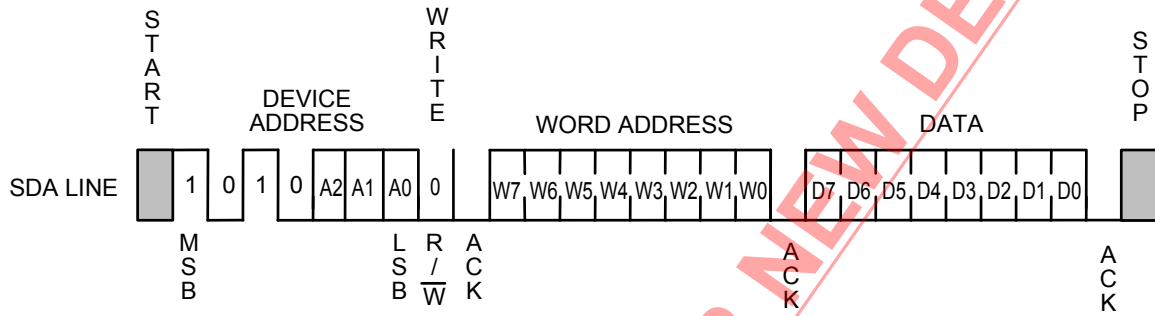 START
WRITE
STOP
DEVICE
ADDRESS
WORD ADDRESS
DATA
SDA LINE
1 0 1 0 A2 A1 A0 0 W7 W6 W5 W4 W3 W2 W1 W0 D7 D6 D5 D4 D3 D2 D1 D0
MSB
LSB
R/W
ACK
ACK
ACK
NEW